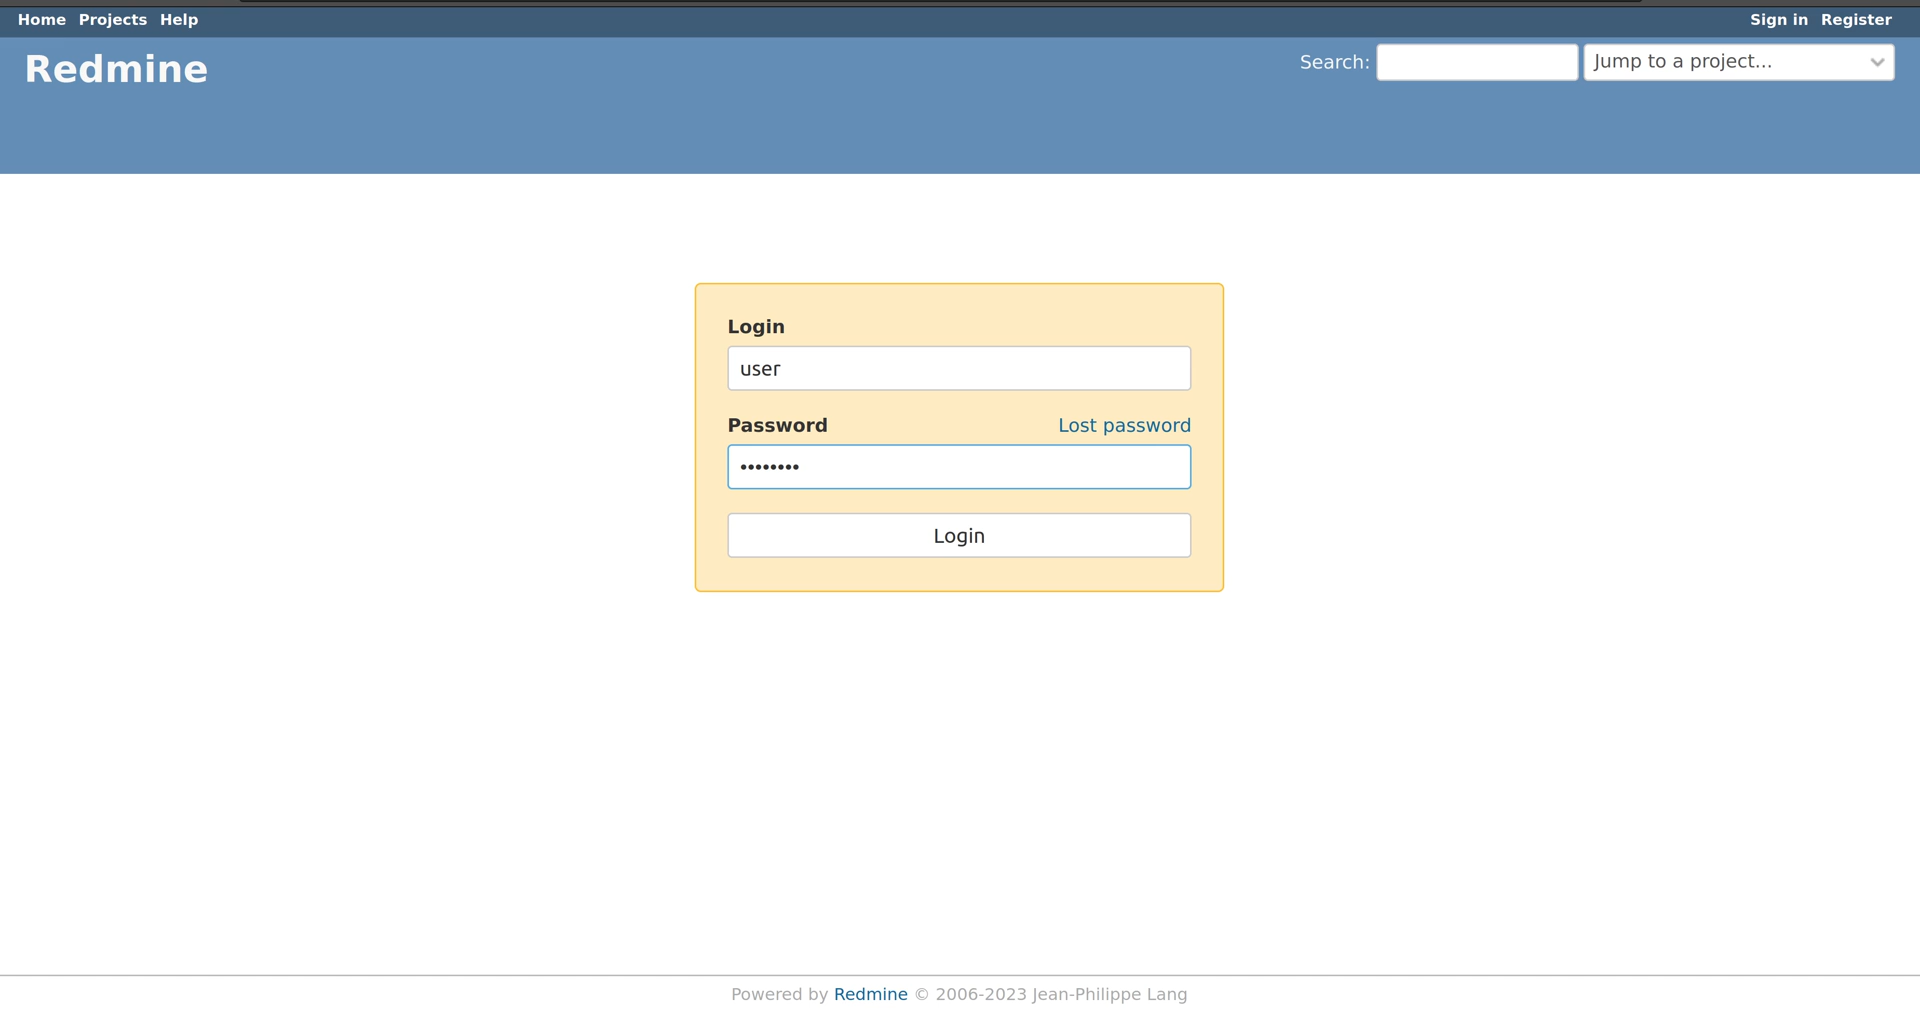 Home Projects Help Sign in Register
Redmine
Search: Jump to a project...
Login
user
Password Lost password
••••••••
Login
Powered by Redmine © 2006-2023 Jean-Philippe Lang